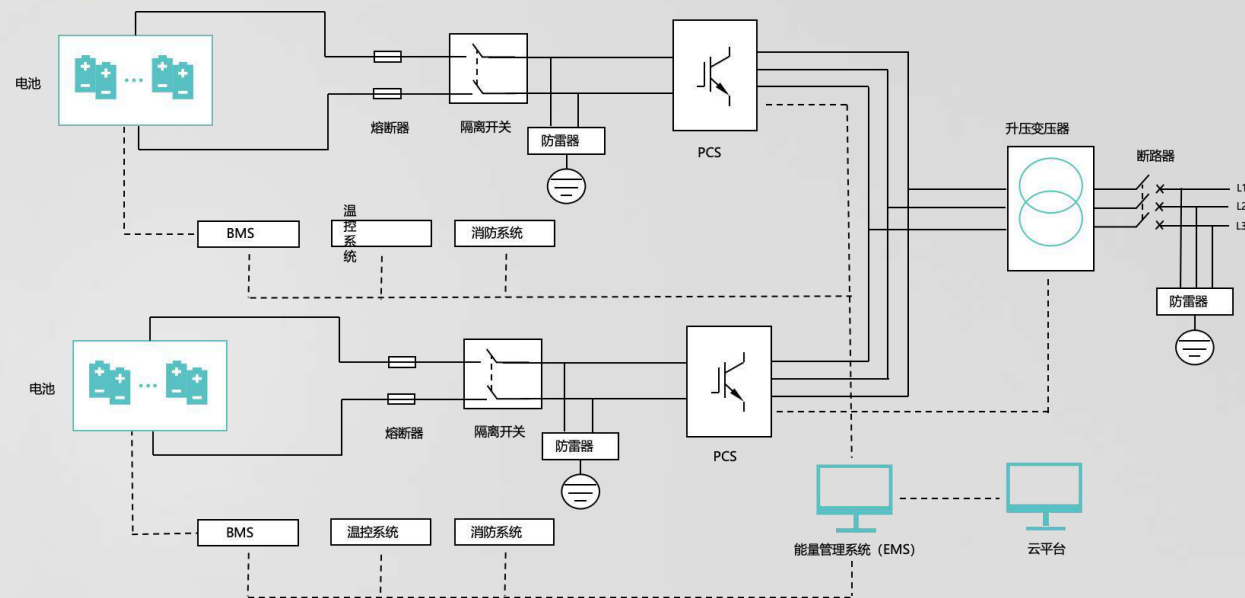 电池
熔断器
隔离开关
防雷器
PCS
升压变压器
断路器
L1
L2
L3
防雷器
BMS
温控系统
消防系统
电池
熔断器
隔离开关
防雷器
PCS
BMS
温控系统
消防系统
能量管理系统（EMS）
云平台